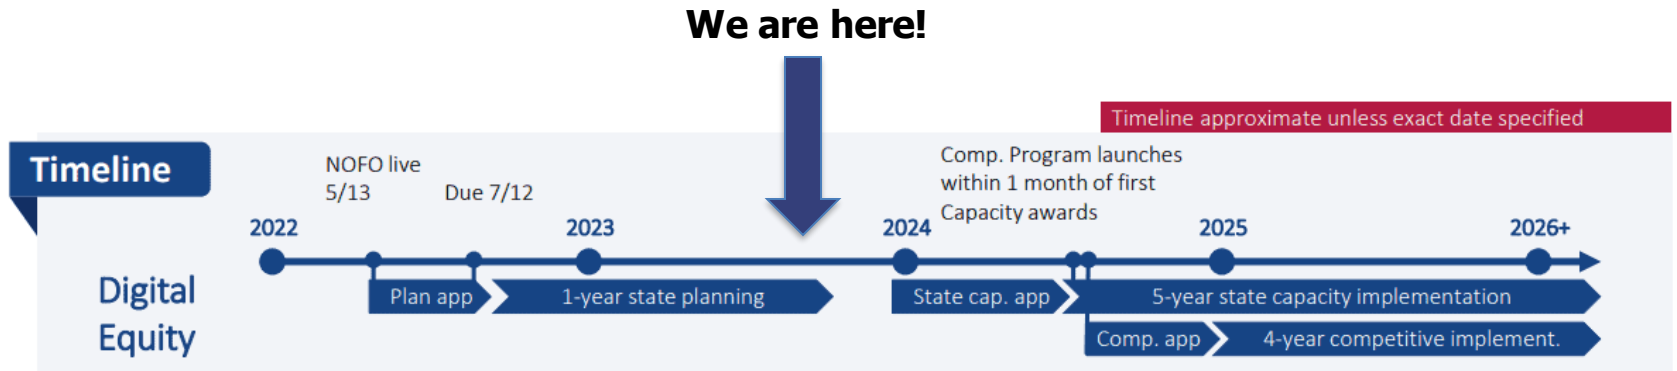 We are here!
Timeline approximate unless exact date specified
Timeline
NOFO live
5/13
Due 7/12
Comp. Program launches
within 1 month of first
Capacity awards
2022
2023
2024
2025
2026+
Digital
Equity
Plan app
1-year state planning
State cap. app
5-year state capacity implementation
Comp. app
4-year competitive implement.